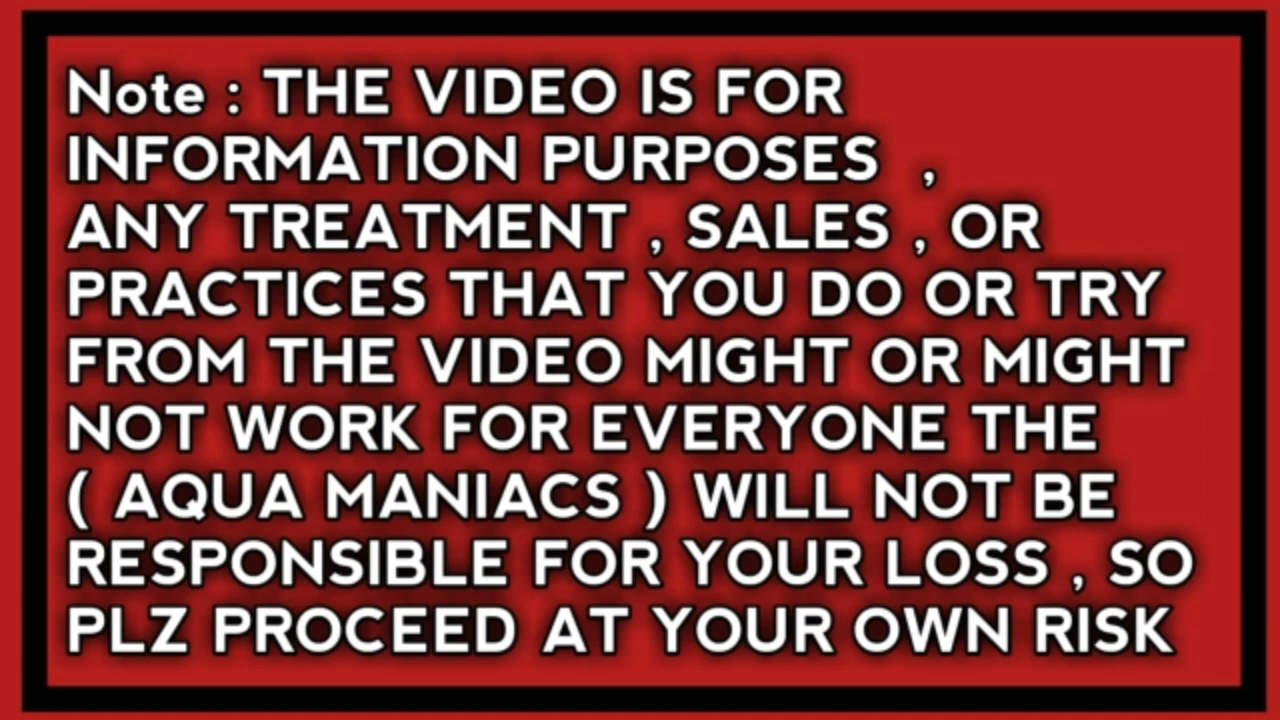 Note : THE VIDEO IS FOR
INFORMATION PURPOSES ,
ANY TREATMENT , SALES , OR
PRACTICES THAT YOU DO OR TRY
FROM THE VIDEO MIGHT OR MIGHT
NOT WORK FOR EVERYONE THE
( AQUA MANIACS ) WILL NOT BE
RESPONSIBLE FOR YOUR LOSS , SO
PLZ PROCEED AT YOUR OWN RISK